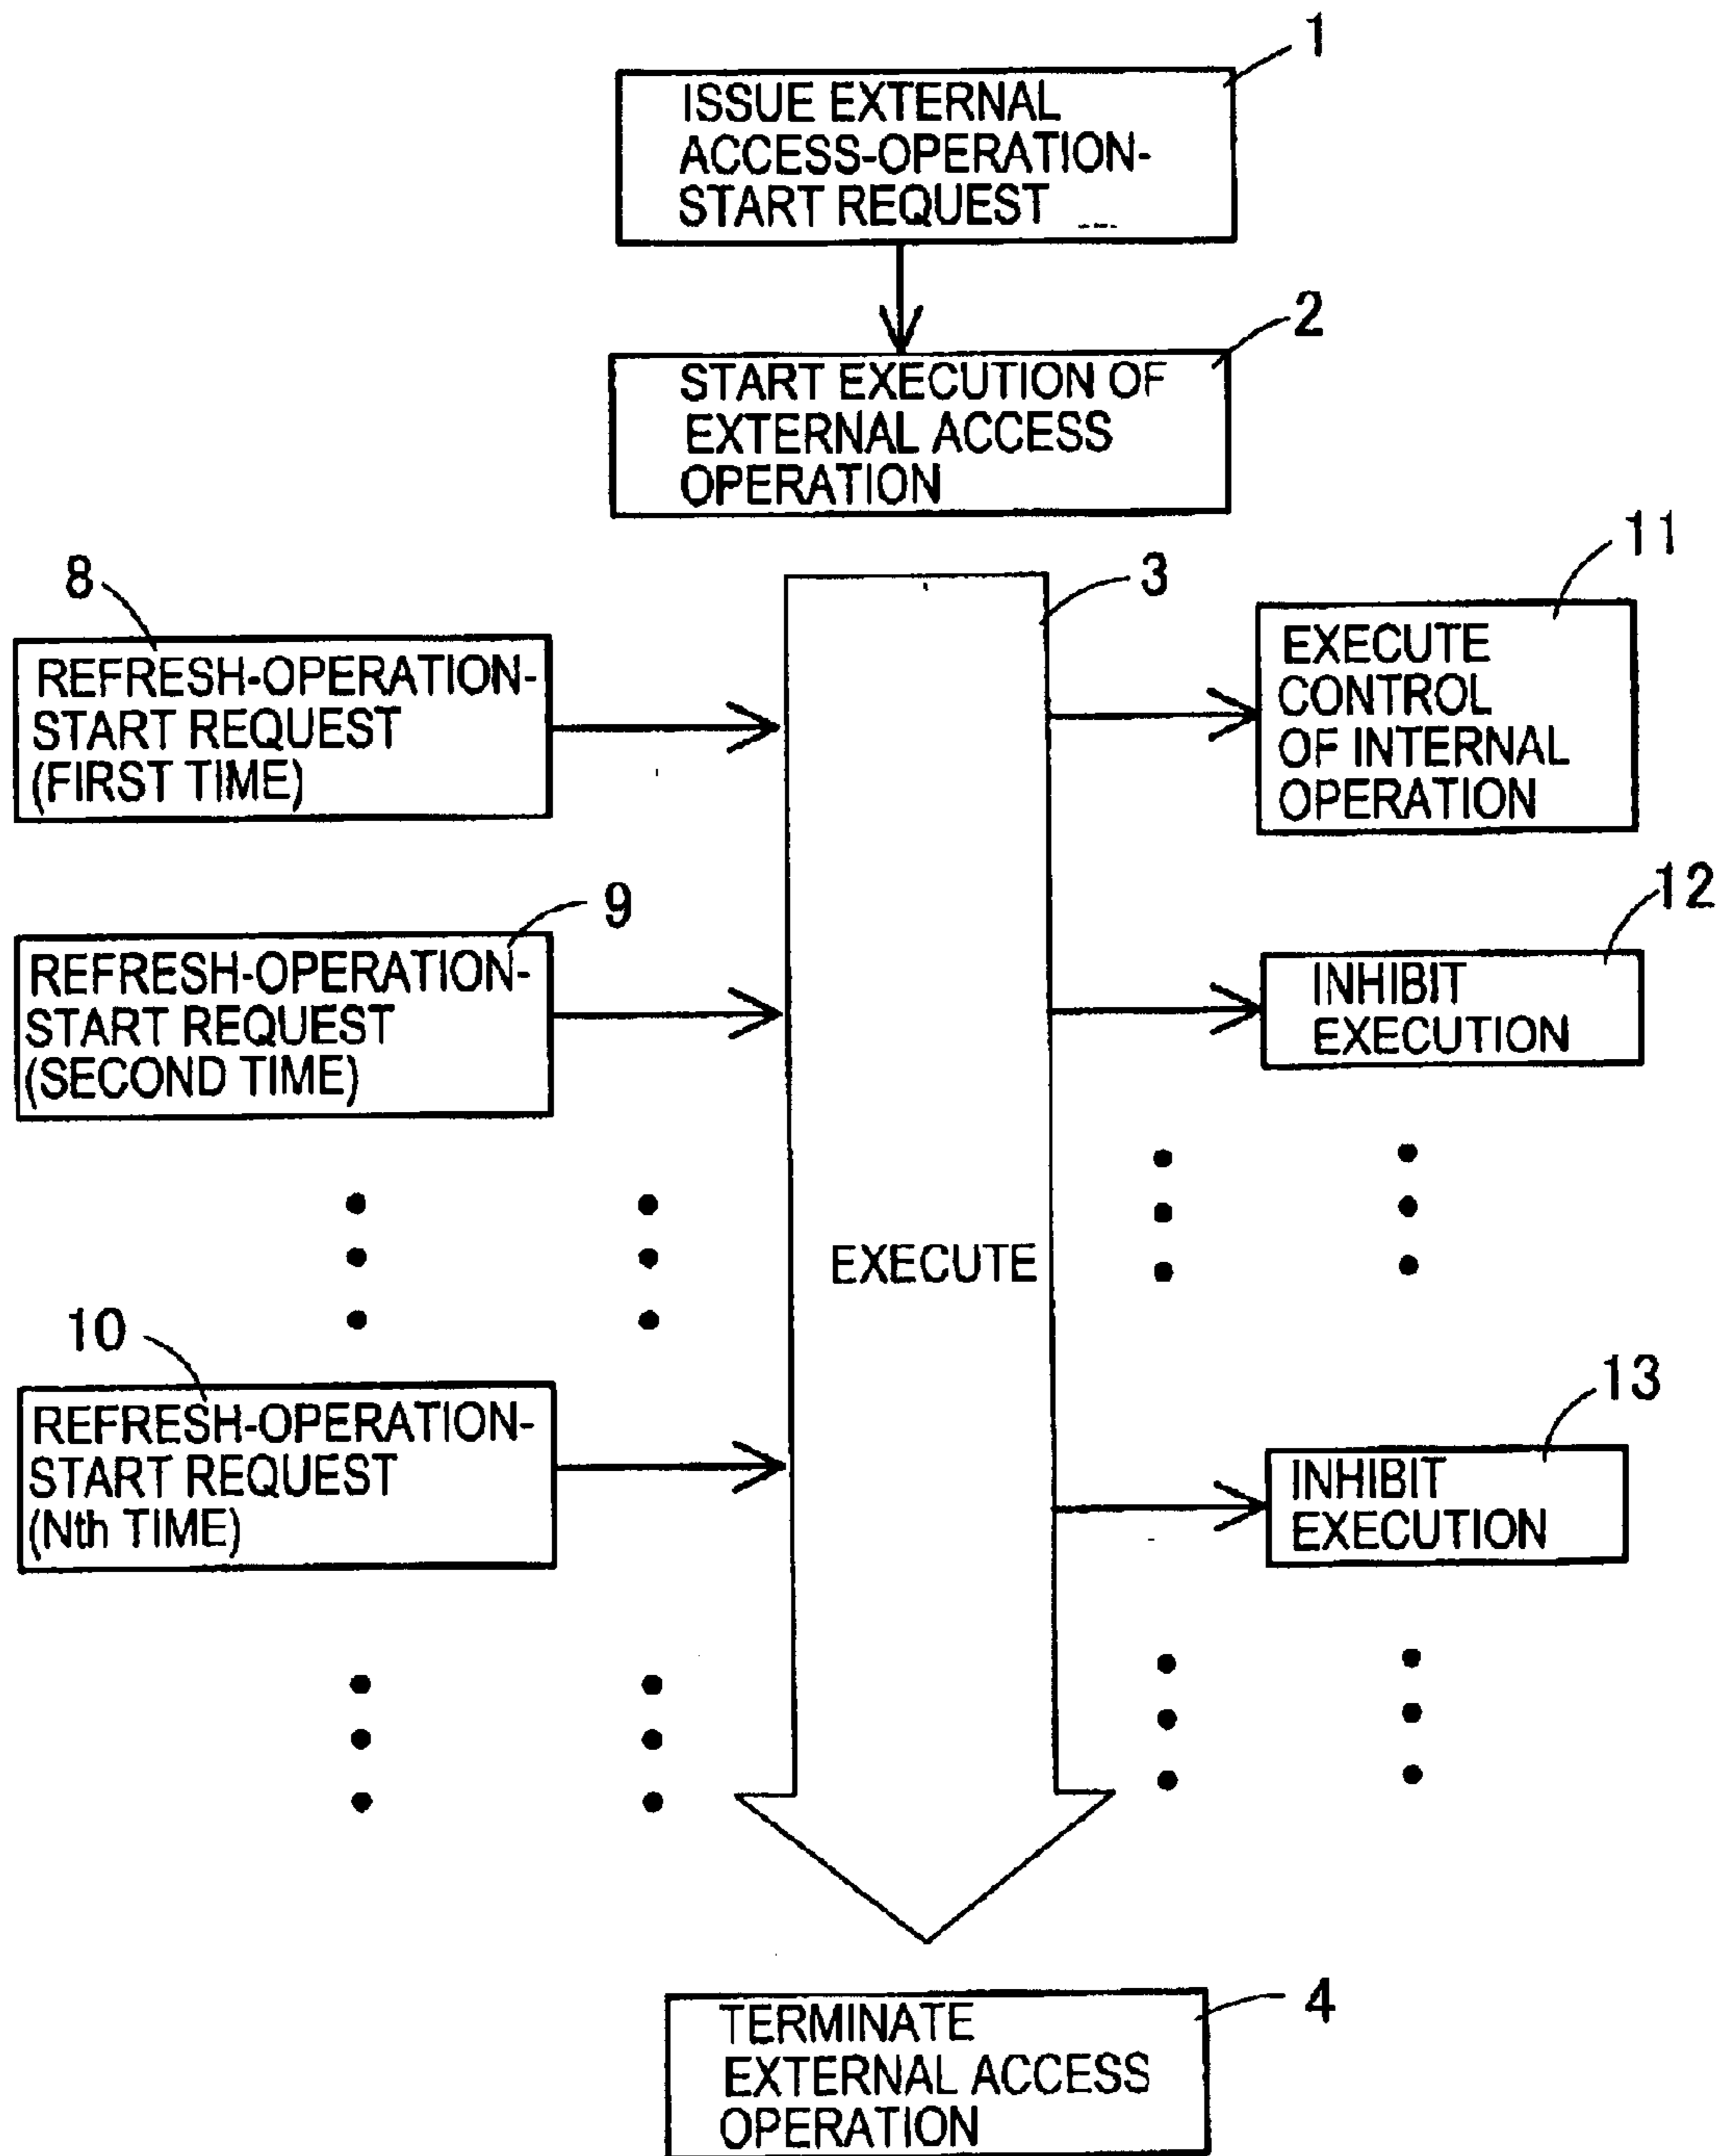 1
ISSUE EXTERNAL
ACCESS-OPERATION-
START REQUEST
2
START EXECUTION OF
EXTERNAL ACCESS
OPERATION
3
8
REFRESH-OPERATION-
START REQUEST
(FIRST TIME)
11
EXECUTE
CONTROL
OF INTERNAL
OPERATION
9
REFRESH-OPERATION-
START REQUEST
(SECOND TIME)
12
INHIBIT
EXECUTION
EXECUTE
10
REFRESH-OPERATION-
START REQUEST
(Nth TIME)
13
INHIBIT
EXECUTION
4
TERMINATE
EXTERNAL ACCESS
OPERATION